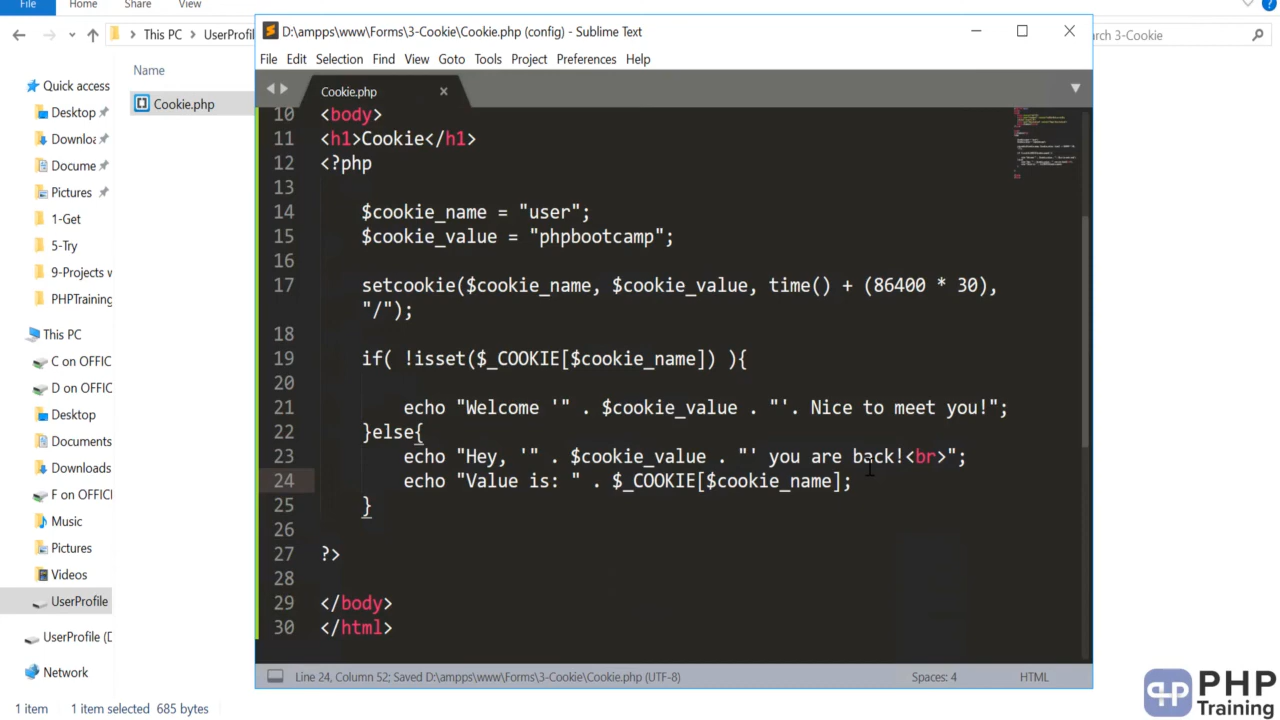 File
Home
Share
View
This PC
UserProfil
3-Cookie
Name
Quick access
Desktop
Downloa
Docume
Pictures
1-Get
5-Try
9-Projects w
PHPTraining
This PC
C on OFFIC
D on OFFIC
Desktop
Documents
Downloads
F on OFFICE
Music
Pictures
Videos
UserProfile
UserProfile (D
Network
1 item
1 item selected 685 bytes
Cookie.php
D:\ampps\www\Forms\3-Cookie\Cookie.php (config) - Sublime Text
File Edit Selection Find View Goto Tools Project Preferences Help
Cookie.php
10 <body>
11 <h1>Cookie</h1>
12 <?php
13
14 $cookie_name = "user";
15 $cookie_value = "phpbootcamp";
16
17 setcookie($cookie_name, $cookie_value, time() + (86400 * 30),
"/");
18
19 if( !isset($_COOKIE[$cookie_name]) ){
20
21 echo "Welcome '" . $cookie_value . "'. Nice to meet you!";
22 }else{
23 echo "Hey, '" . $cookie_value . "' you are back!<br>";
24 echo "Value is: " . $_COOKIE[$cookie_name];
25 }
26
27 ?>
28
29 </body>
30 </html>
Line 24, Column 52; Saved D:\ampps\www\Forms\3-Cookie\Cookie.php (UTF-8)
Spaces: 4
HTML
PHP
Training